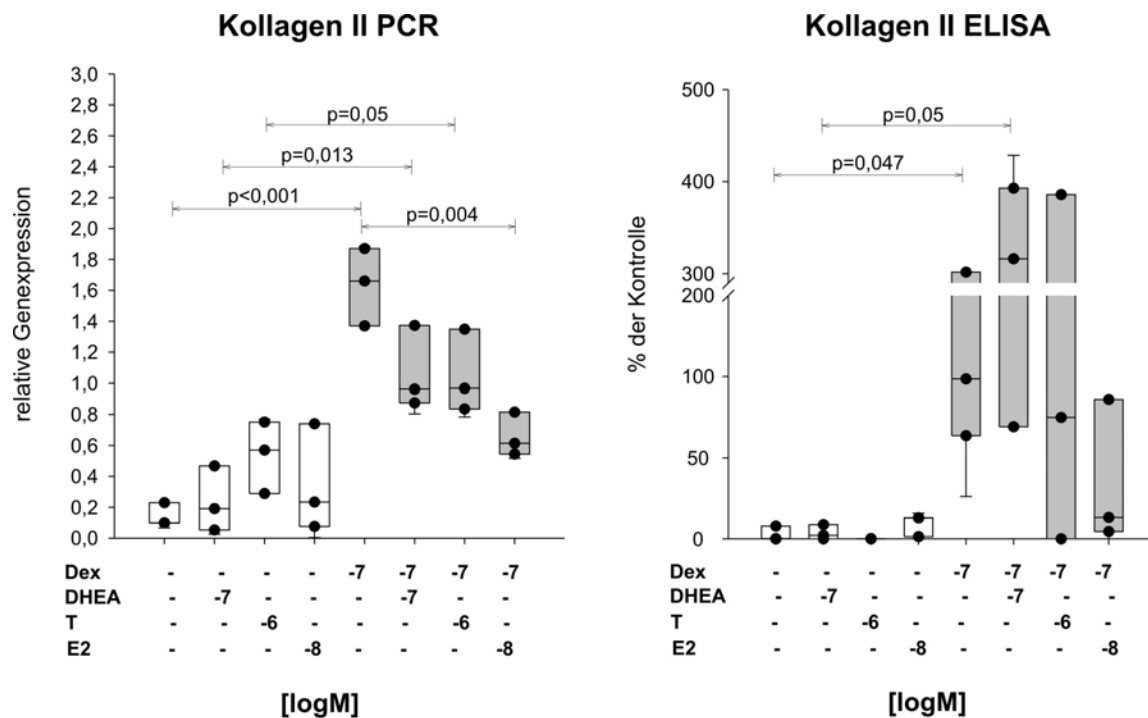 Kollagen II PCR
3,0
2,8
2,6
2,4
2,2
2,0
1,8
1,6
1,4
1,2
1,0
0,8
0,6
0,4
0,2
0,0
relative Genexpression
p=0,05
p=0,013
p<0,001
p=0,004
Dex - - - - -7 -7 -7 -7
DHEA - -7 - - - -7 - -
T - - -6 - - - -6 -
E2 - - - -8 - - - -8
[logM]
Kollagen II ELISA
500
400
300
200
100
50
0
% der Kontrolle
p=0,05
p=0,047
Dex - - - - -7 -7 -7 -7
DHEA - -7 - - - -7 - -
T - - -6 - - - -6 -
E2 - - - -8 - - - -8
[logM]